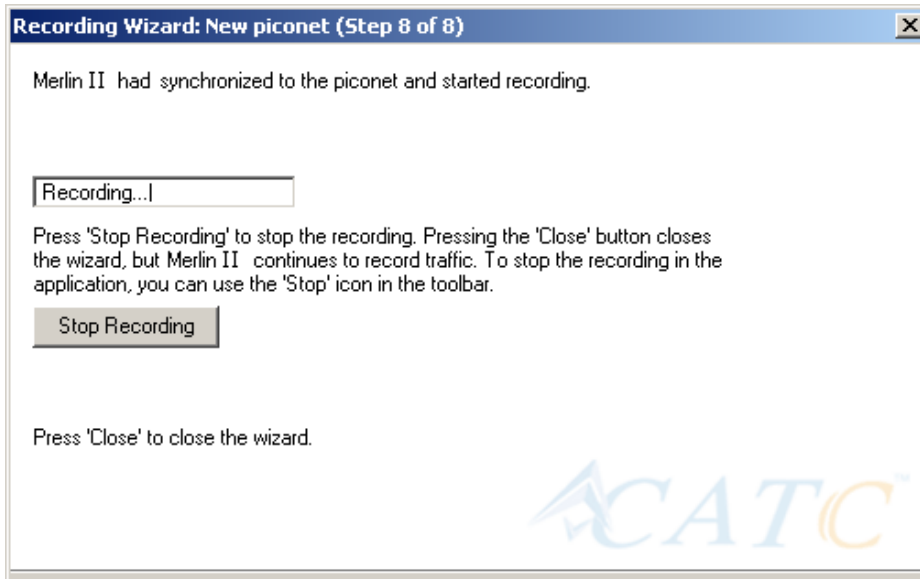 Recording Wizard: New piconet (Step 8 of 8)
Merlin II had synchronized to the piconet and started recording.
Recording...
Press 'Stop Recording' to stop the recording. Pressing the 'Close' button closes
the wizard, but Merlin II continues to record traffic. To stop the recording in the
application, you can use the 'Stop' icon in the toolbar.
Stop Recording
Press 'Close' to close the wizard.
CATC™